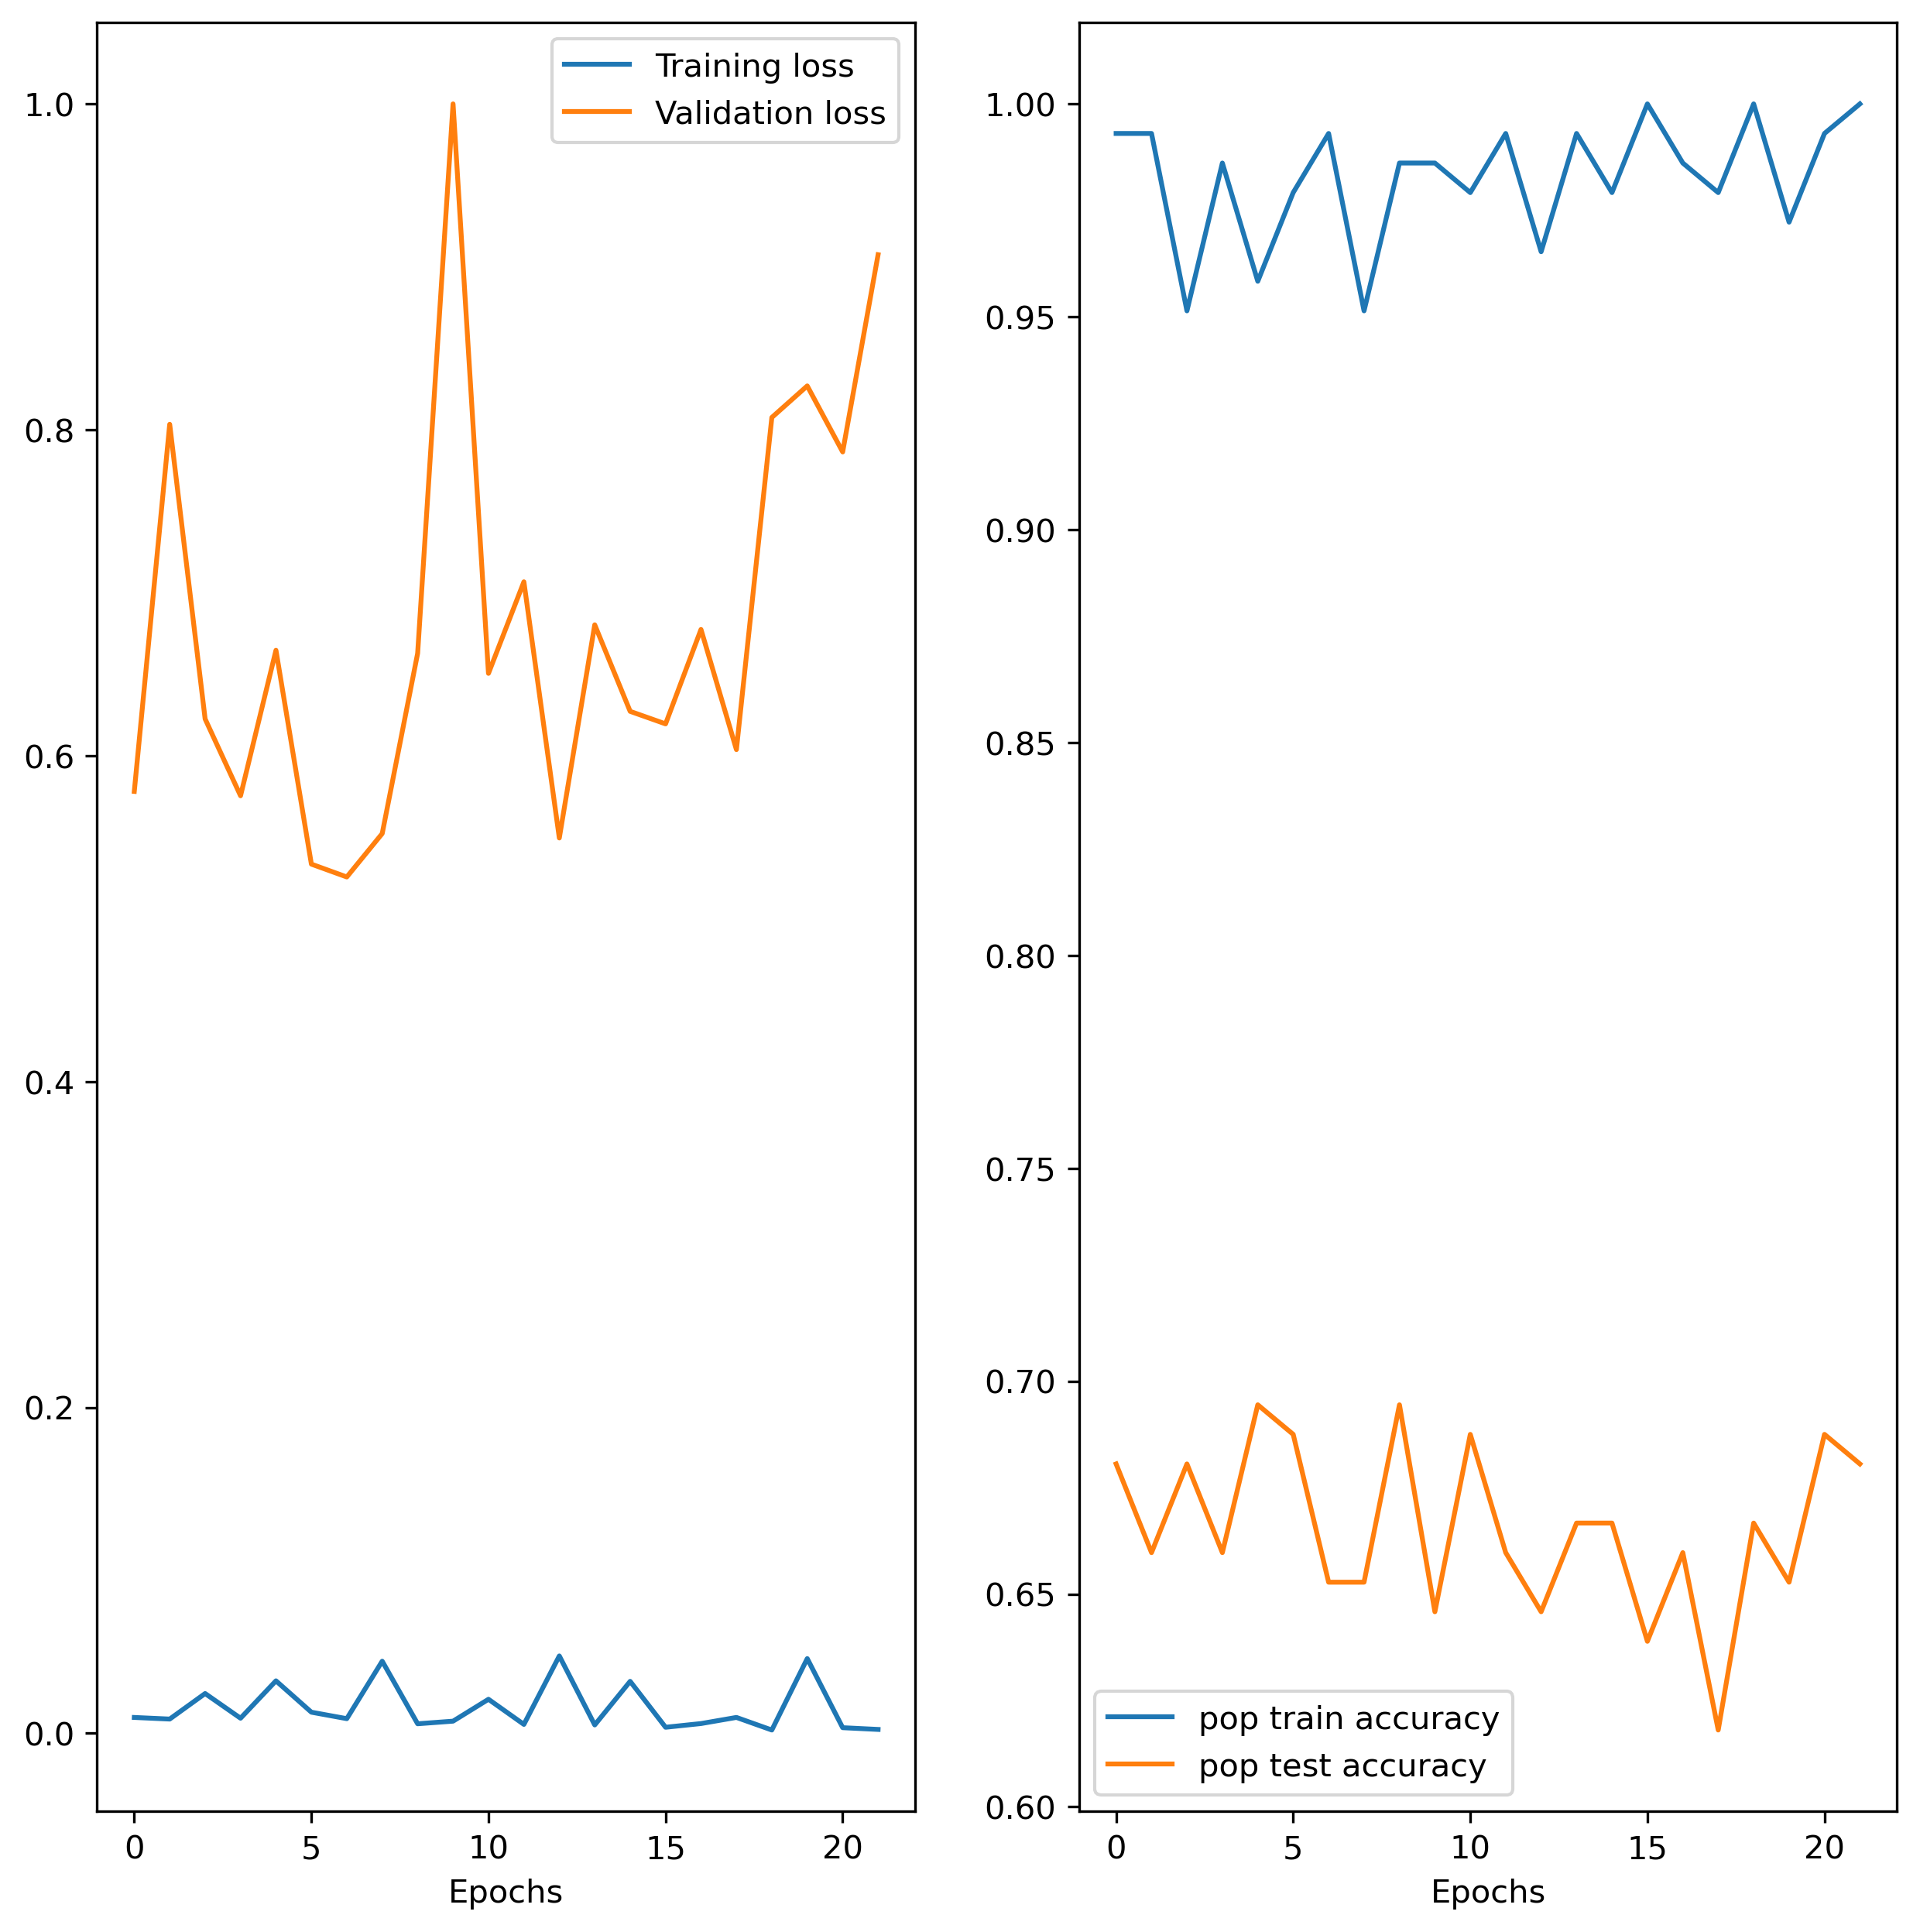 Training loss
Validation loss
1.0
0.8
0.6
0.4
0.2
0.0
0 5 10 15 20
Epochs
1.00
0.95
0.90
0.85
0.80
0.75
0.70
0.65
0.60
pop train accuracy
pop test accuracy
0 5 10 15 20
Epochs